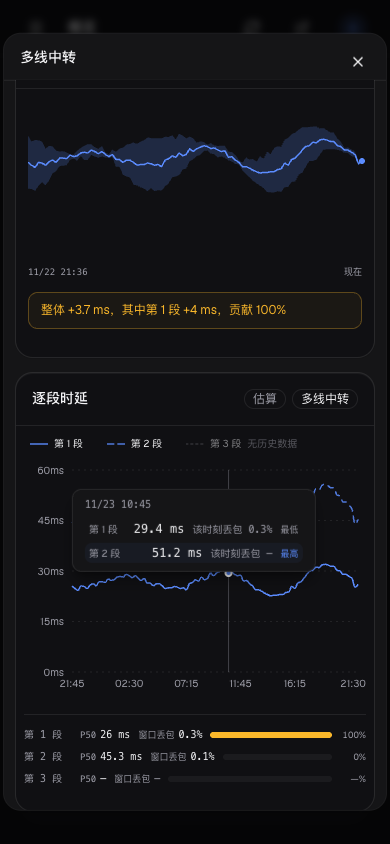 多线中转
11/22 21:36 现在
整体 +3.7 ms，其中第 1 段 +4 ms，贡献 100%
逐段时延 估算 多线中转
第 1 段 第 2 段 第 3 段 无历史数据
60ms
11/23 10:45
45ms
第 1 段 29.4 ms 该时刻丢包 0.3% 最低
第 2 段 51.2 ms 该时刻丢包 — 最高
30ms
15ms
0ms
21:45 02:30 07:15 11:45 16:15 21:30
第 1 段 P50 26 ms 窗口丢包 0.3% 100%
第 2 段 P50 45.3 ms 窗口丢包 0.1% 0%
第 3 段 P50 — 窗口丢包 — —%